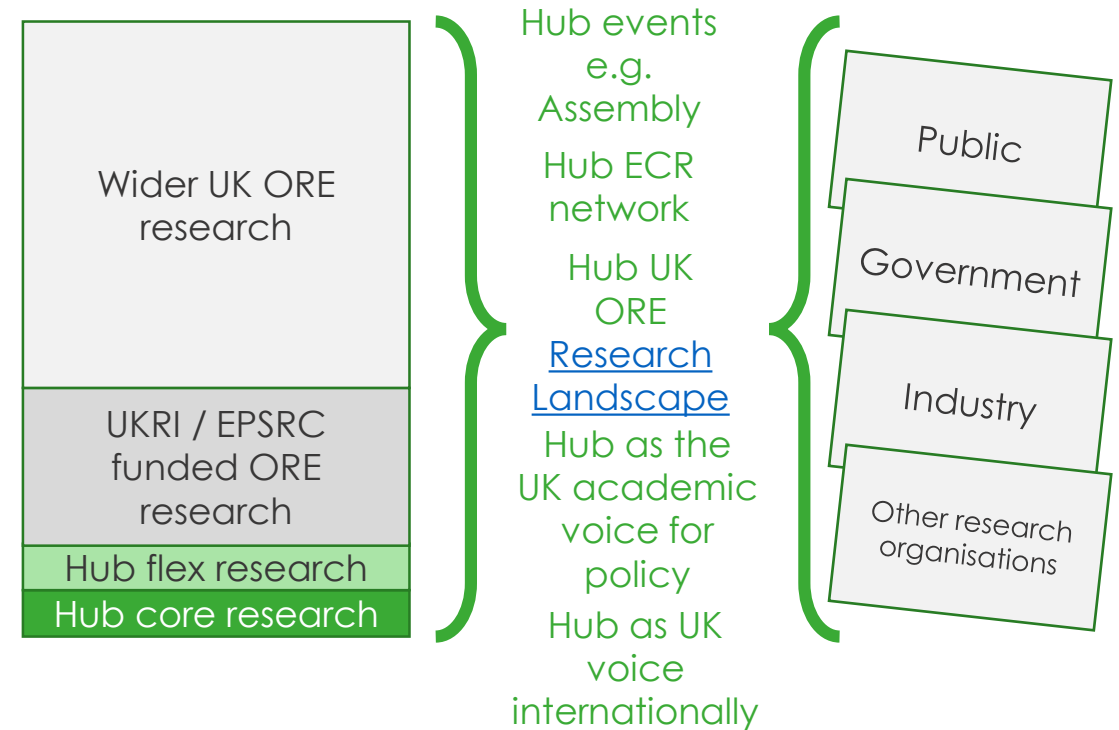 Wider UK ORE
research
UKRI / EPSRC
funded ORE
research
Hub flex research
Hub core research
Hub events
e.g.
Assembly
Hub ECR
network
Hub UK
ORE
Research
Landscape
Hub as the
UK academic
voice for
policy
Hub as UK
voice
internationally
Public
Government
Industry
Other research
organisations